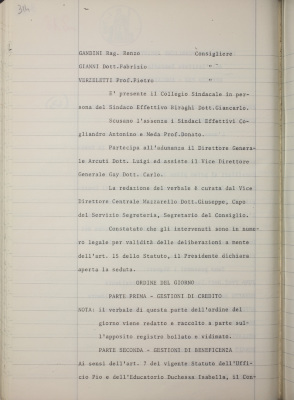 GANDINI Rag. Renzo Consigliere
GIANNI Dott.Fabrizio "
VERZELETTI Prof.Pietro "
E' presente il Collegio Sindacale in per-
sona del Sindaco Effettivo Piroghi Dott.Giancarlo.
Scusano l'assenza i Sindaci Effettivi Co-
gliandro Antonino e Meda Prof.Donato.
Partecipa all'adunanza il Direttore Genera-
le Arcuti Dott. Luigi ed assiste il Vice Direttore
Generale Gay Dott. Carlo.
La redazione del verbale è curata dal Vice
Direttore Centrale Mazzarello Dott.Giuseppe, Capo
del Servizio Segreteria, Segretario del Consiglio.
Constatato che gli intervenuti sono in nume-
ro legale per validità delle deliberazioni a mente
dell'art. 15 dello Statuto, il Presidente dichiara
aperta la seduta.
ORDINE DEL GIORNO
PARTE PRIMA - GESTIONI DI CREDITO
NOTA: il verbale di questa parte dell'ordine del
giorno viene redatto e raccolto a parte sul-
l'apposito registro bollato e vidimato.
PARTE SECONDA - GESTIONE DI BENEFICENZA
Ai sensi dell'art. 7 del vigente Statuto dell'Uffi-
cio Pio e dell'Educatorio Duchessa Isabella, il Con-